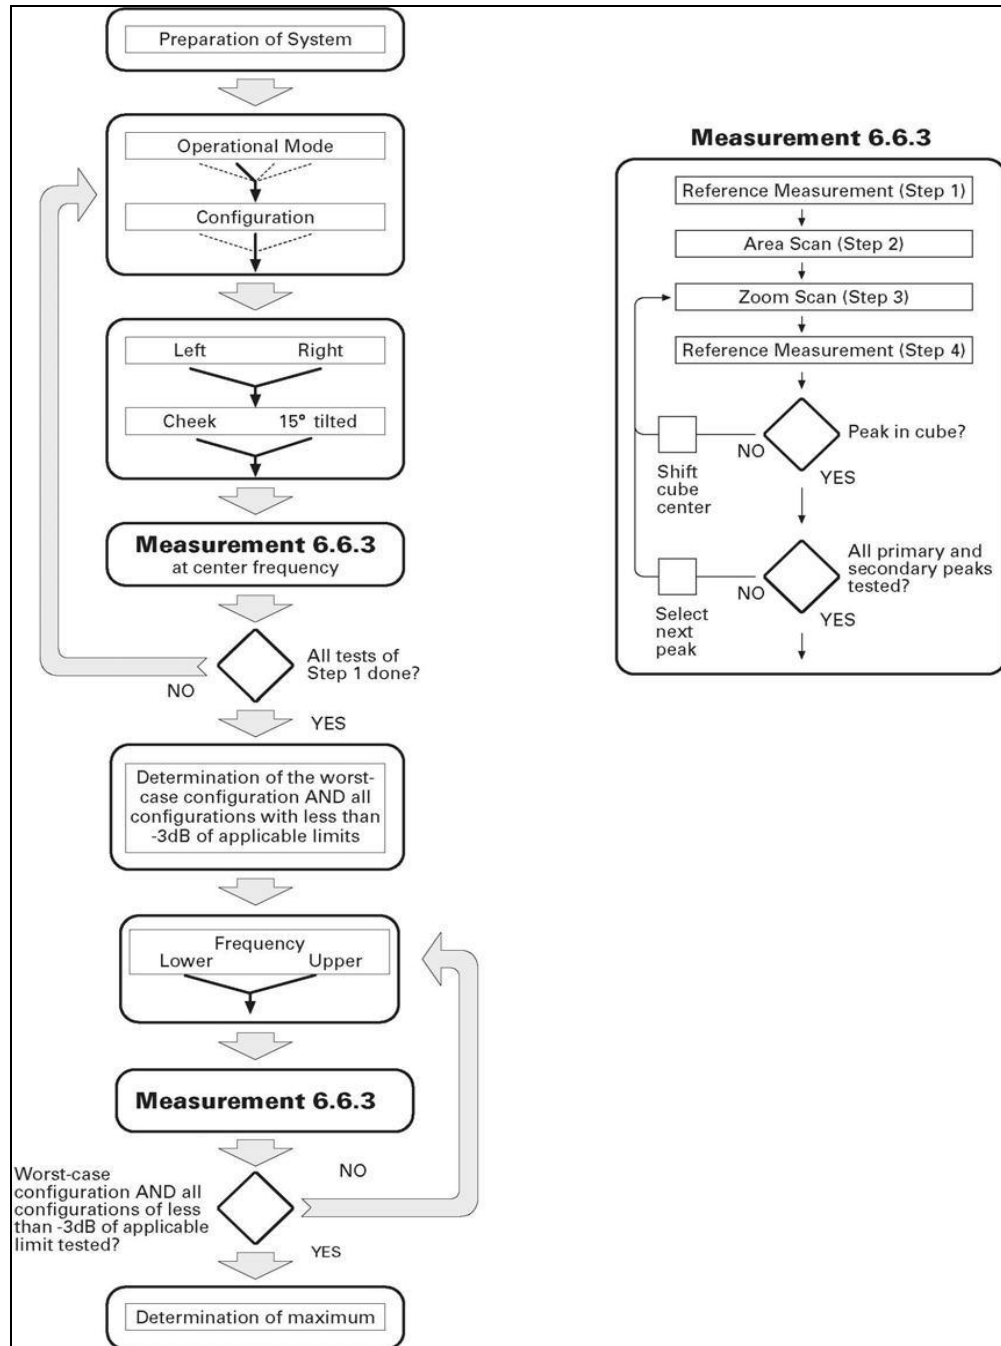 Preparation of System
Operational Mode
Configuration
Left Right
Cheek 15° tilted
Measurement 6.6.3
at center frequency
All tests of
Step 1 done?
NO
YES
Determination of the worst-
case configuration AND all
configurations with less than
-3dB of applicable limits
Frequency
Lower Upper
Measurement 6.6.3
NO
Worst-case
configuration AND all
configurations of less
than -3dB of applicable
limit tested?
YES
Determination of maximum
Measurement 6.6.3
Reference Measurement (Step 1)
Area Scan (Step 2)
Zoom Scan (Step 3)
Reference Measurement (Step 4)
Peak in cube?
NO
YES
Shift
cube
center
All primary and
secondary peaks
tested?
NO
YES
Select
next
peak